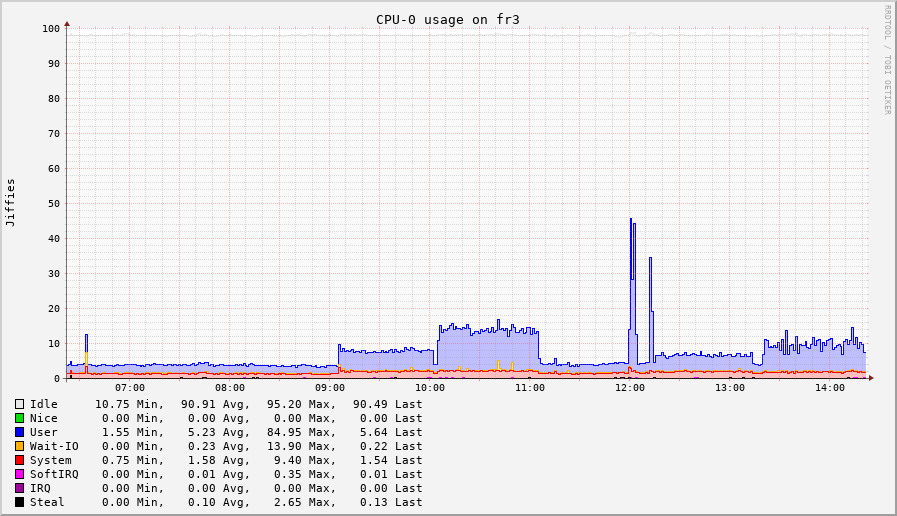 CPU-0 usage on fr3
RRDTOOL / TOBI OETIKER
Jiffies
100
90
80
70
60
50
40
30
20
10
0
07:00 08:00 09:00 10:00 11:00 12:00 13:00 14:00
Idle 10.75 Min, 90.91 Avg, 95.20 Max, 90.49 Last
Nice 0.00 Min, 0.00 Avg, 0.00 Max, 0.00 Last
User 1.55 Min, 5.23 Avg, 84.95 Max, 5.64 Last
Wait-IO 0.00 Min, 0.23 Avg, 13.90 Max, 0.22 Last
System 0.75 Min, 1.58 Avg, 9.40 Max, 1.54 Last
SoftIRQ 0.00 Min, 0.01 Avg, 0.35 Max, 0.01 Last
IRQ 0.00 Min, 0.00 Avg, 0.00 Max, 0.00 Last
Steal 0.00 Min, 0.10 Avg, 2.65 Max, 0.13 Last